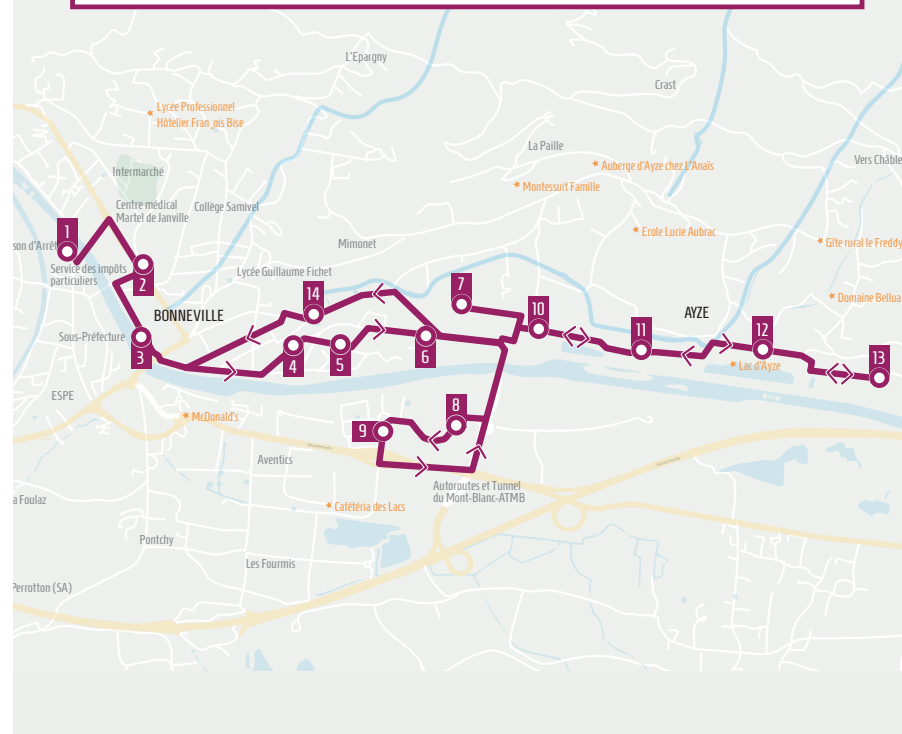 L'Epargny
Crast
Lycée Professionnel
Hôtelier Fran ois Bise
La Paille
Vers Châble
Auberge d'Ayze chez L'Anaïs
Intermarché
Montessuit Famille
Centre médical
Martel de Janville
Collège Samivel
1
Ecole Lucie Aubrac
son d'Arrêt
Mimonet
Gîte rural le Freddy
Service des impôts
particuliers
2
Lycée Guillaume Fichet
7
14
Domaine Bellua
BONNEVILLE
10
AYZE
11
12
Sous-Préfecture
3
4
5
6
13
Lac d'Ayze
ESPE
Arve
8
McDonald's
9
Aventics
Autoroutes et Tunnel
du Mont-Blanc-ATMB
a Foulaz
Cafétéria des Lacs
Pontchy
Les Fourmis
Perrotton (SA)